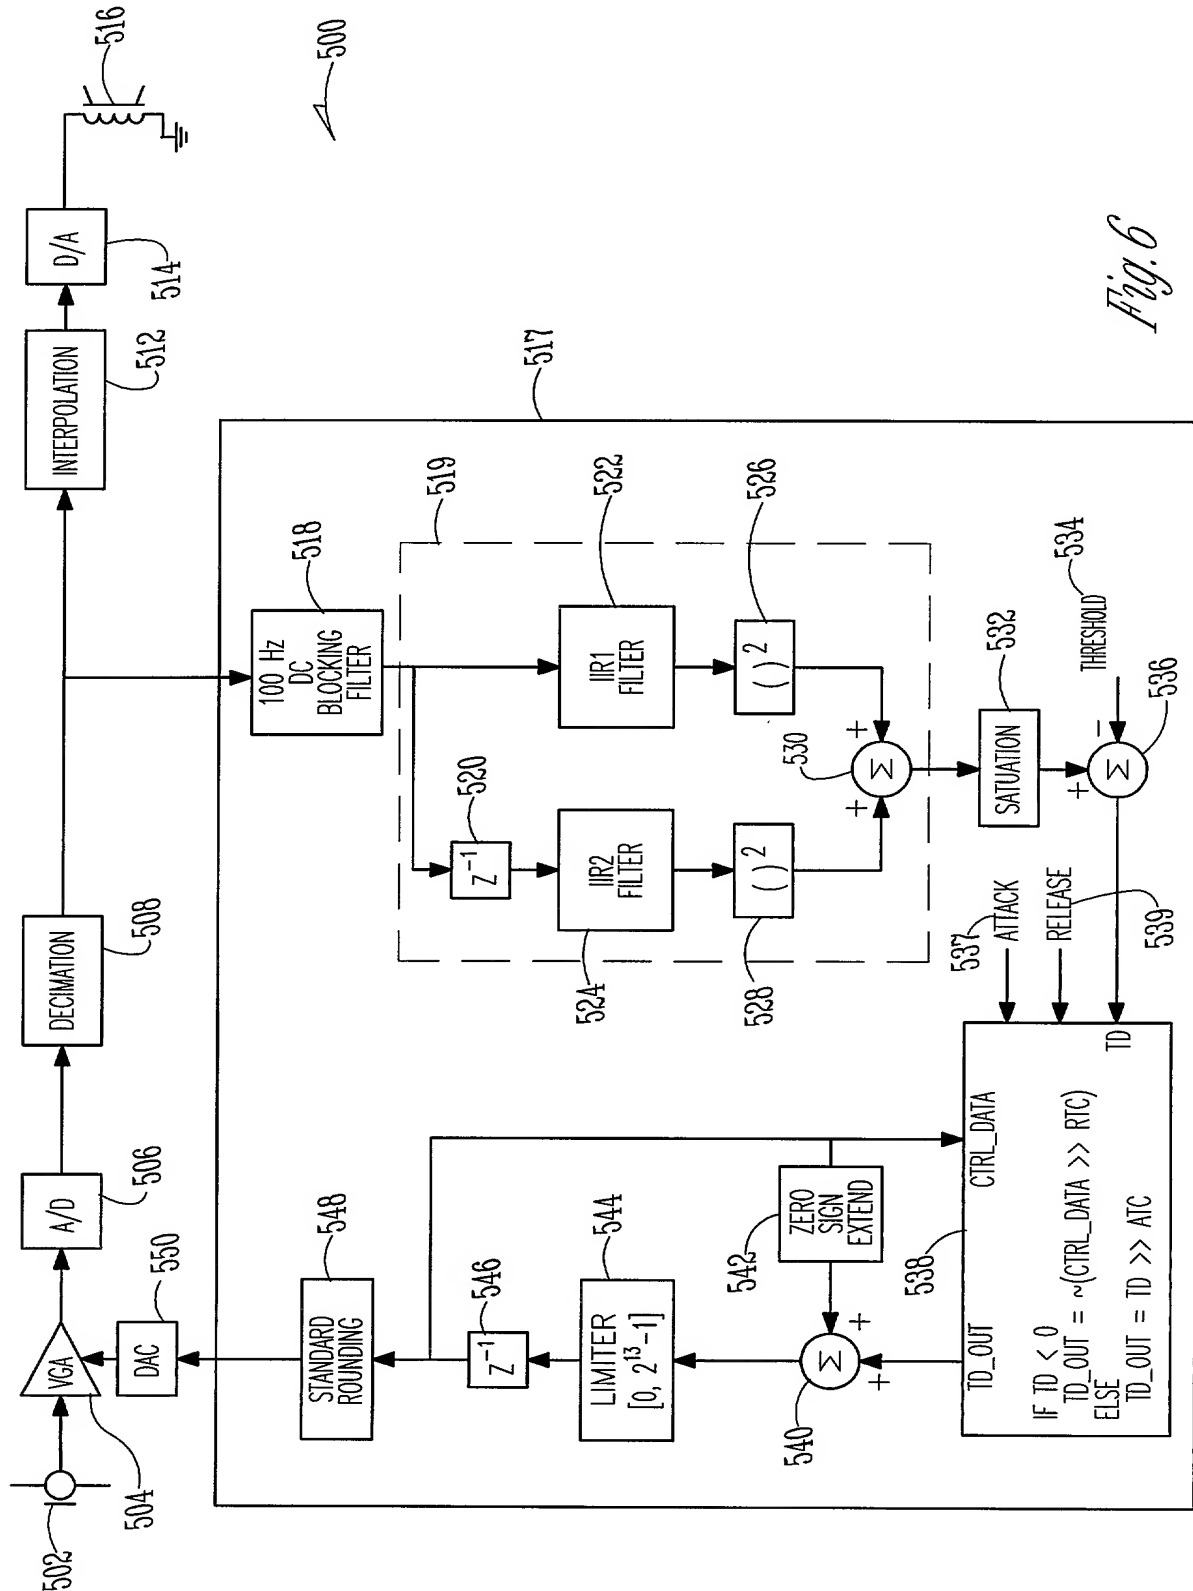 502
504
VGA
550
DAC
506
A/D
508
DECIMATION
512
INTERPOLATION
514
D/A
516
500
517
518
100 Hz
DC
BLOCKING
FILTER
519
520
Z⁻¹
522
IIR1
FILTER
524
IIR2
FILTER
526
( )²
528
( )²
530
Σ
+
+
532
SATUATION
534
THRESHOLD
536
Σ
+
−
537
ATTACK
RELEASE
539
548
STANDARD
ROUNDING
546
Z⁻¹
544
LIMITER
[0, 2¹³-1]
542
ZERO
SIGN
EXTEND
540
Σ
+
+
538
TD_OUT
CTRL_DATA
IF TD < 0
TD_OUT = ~(CTRL_DATA >> RTC)
ELSE
TD_OUT = TD >> ATC
TD
Fig. 6